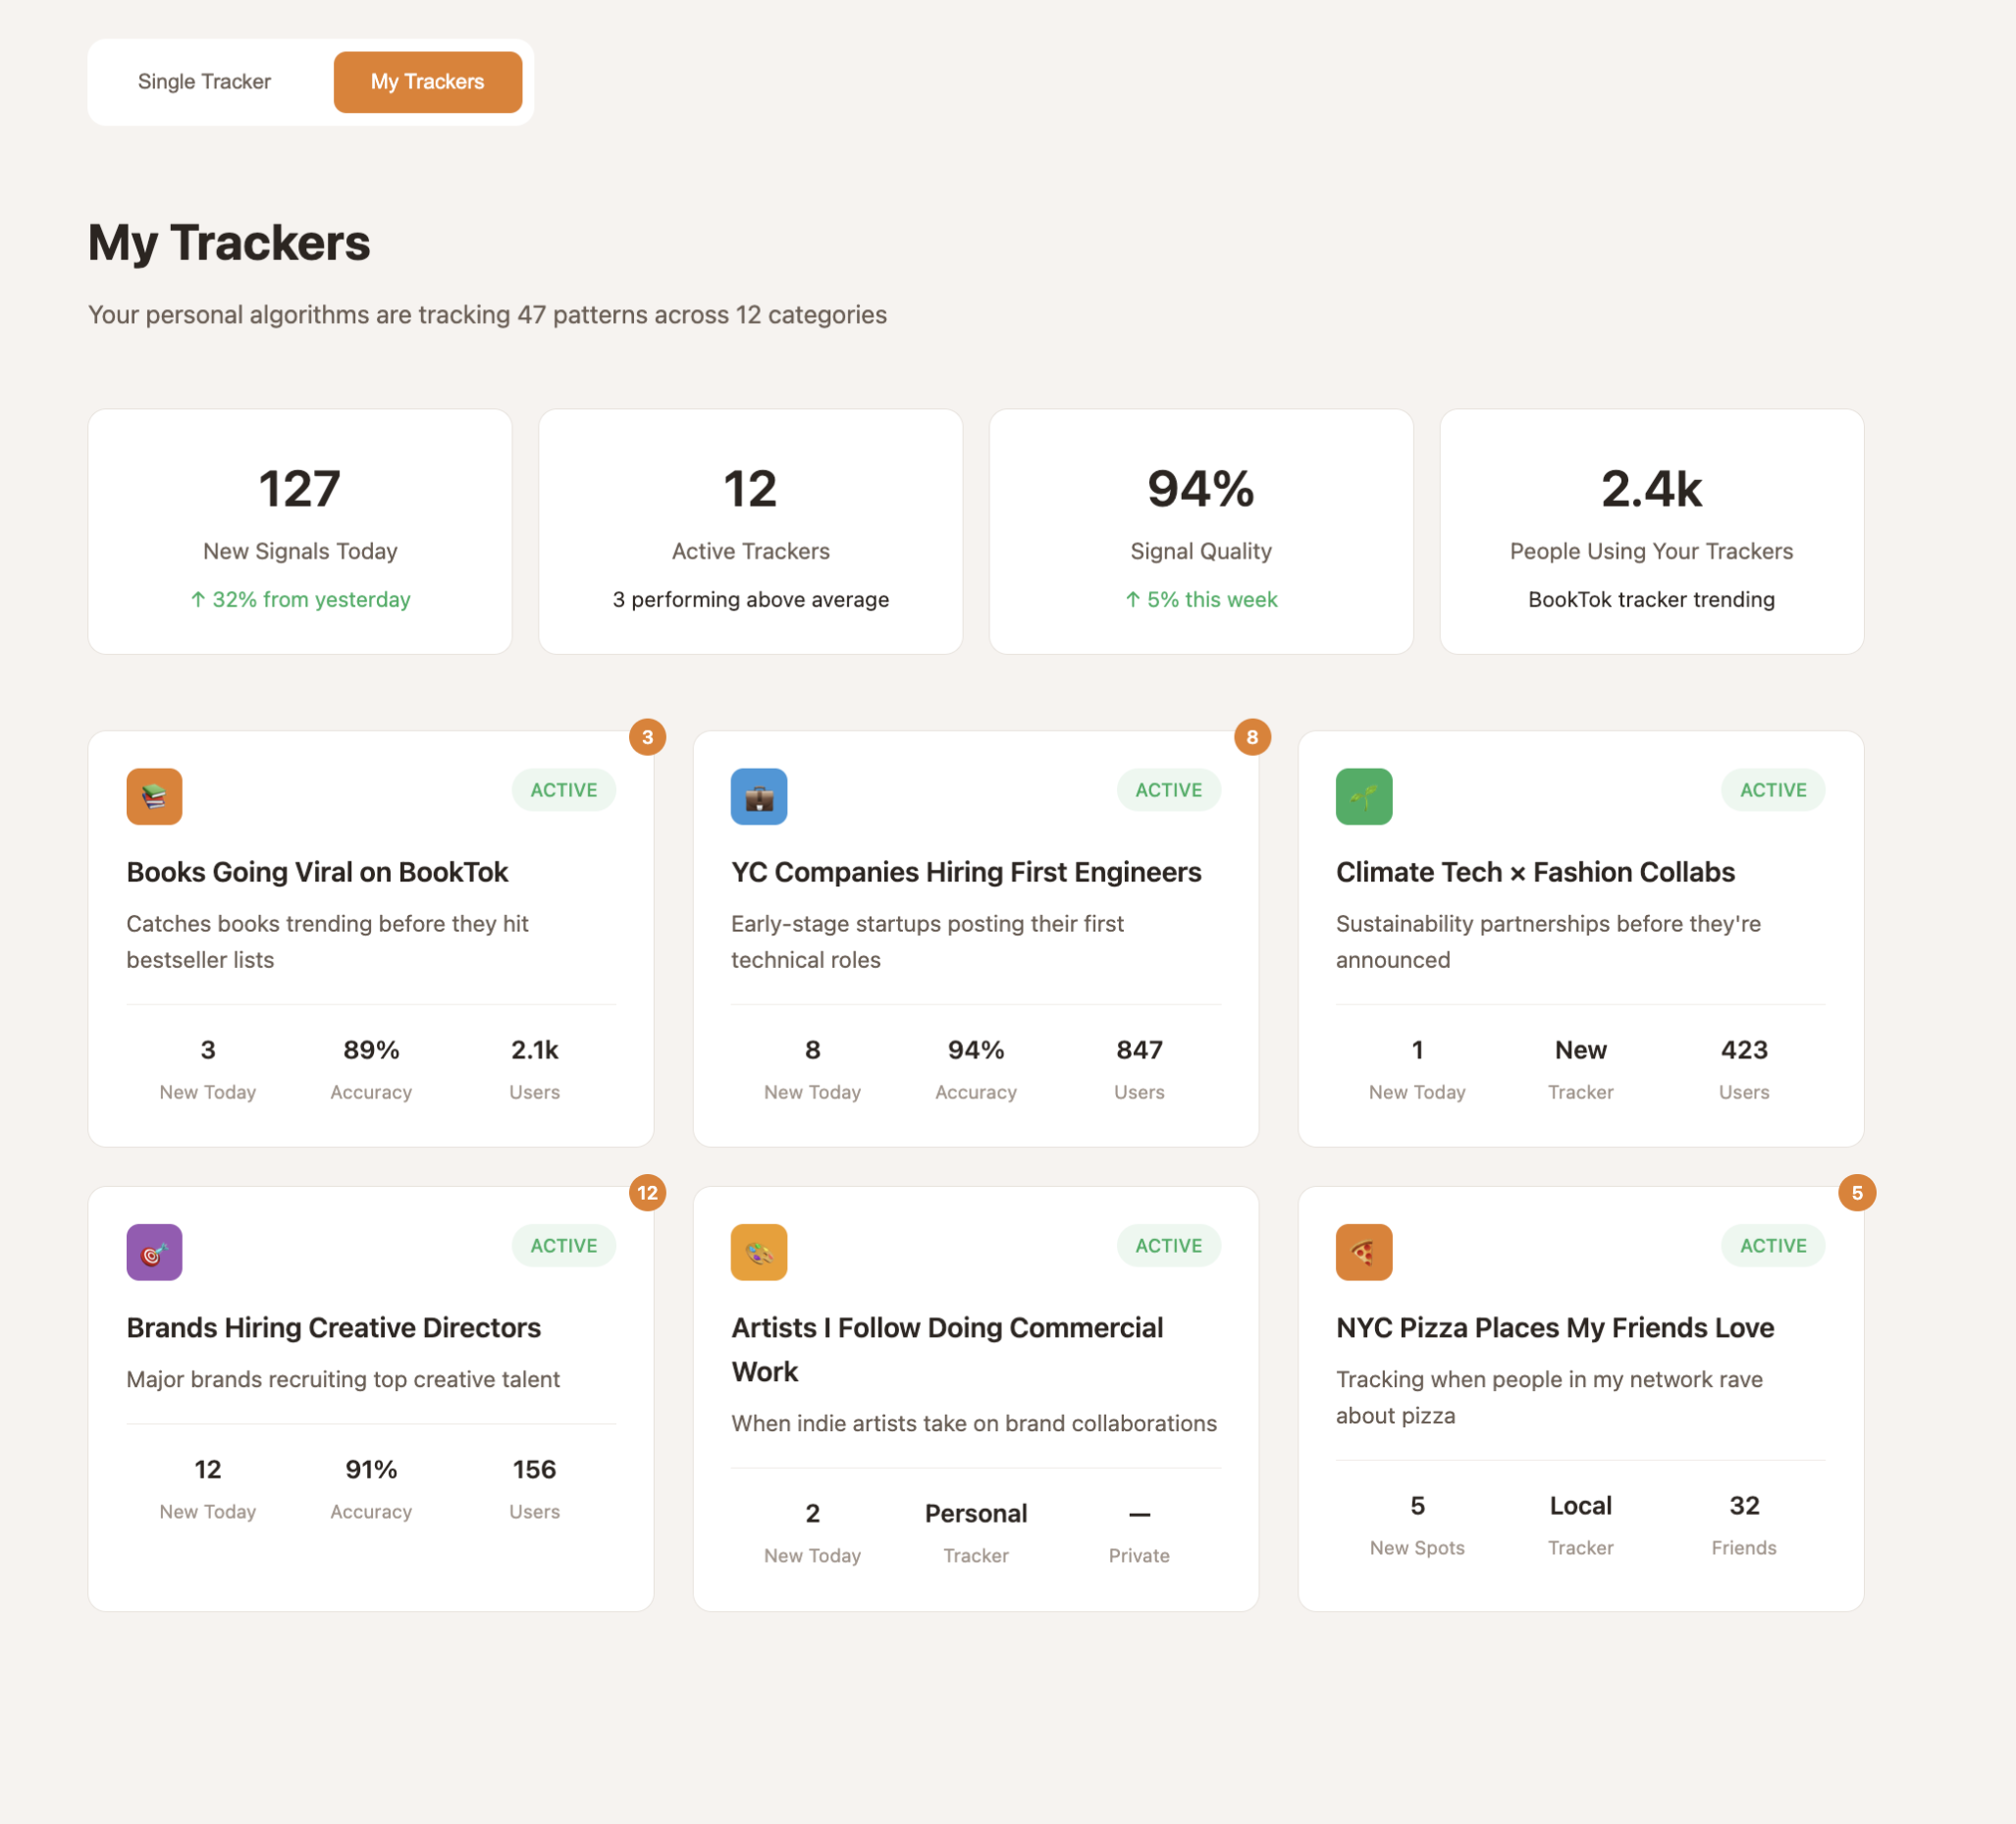 Single Tracker
My Trackers
My Trackers
Your personal algorithms are tracking 47 patterns across 12 categories
127
New Signals Today
↑ 32% from yesterday
12
Active Trackers
3 performing above average
94%
Signal Quality
↑ 5% this week
2.4k
People Using Your Trackers
BookTok tracker trending
3
ACTIVE
Books Going Viral on BookTok
Catches books trending before they hit
bestseller lists
3
New Today
89%
Accuracy
2.1k
Users
8
ACTIVE
YC Companies Hiring First Engineers
Early-stage startups posting their first
technical roles
8
New Today
94%
Accuracy
847
Users
ACTIVE
Climate Tech × Fashion Collabs
Sustainability partnerships before they're
announced
1
New Today
New
Tracker
423
Users
12
ACTIVE
Brands Hiring Creative Directors
Major brands recruiting top creative talent
12
New Today
91%
Accuracy
156
Users
ACTIVE
Artists I Follow Doing Commercial
Work
When indie artists take on brand collaborations
2
New Today
Personal
Tracker
—
Private
5
ACTIVE
NYC Pizza Places My Friends Love
Tracking when people in my network rave
about pizza
5
New Spots
Local
Tracker
32
Friends